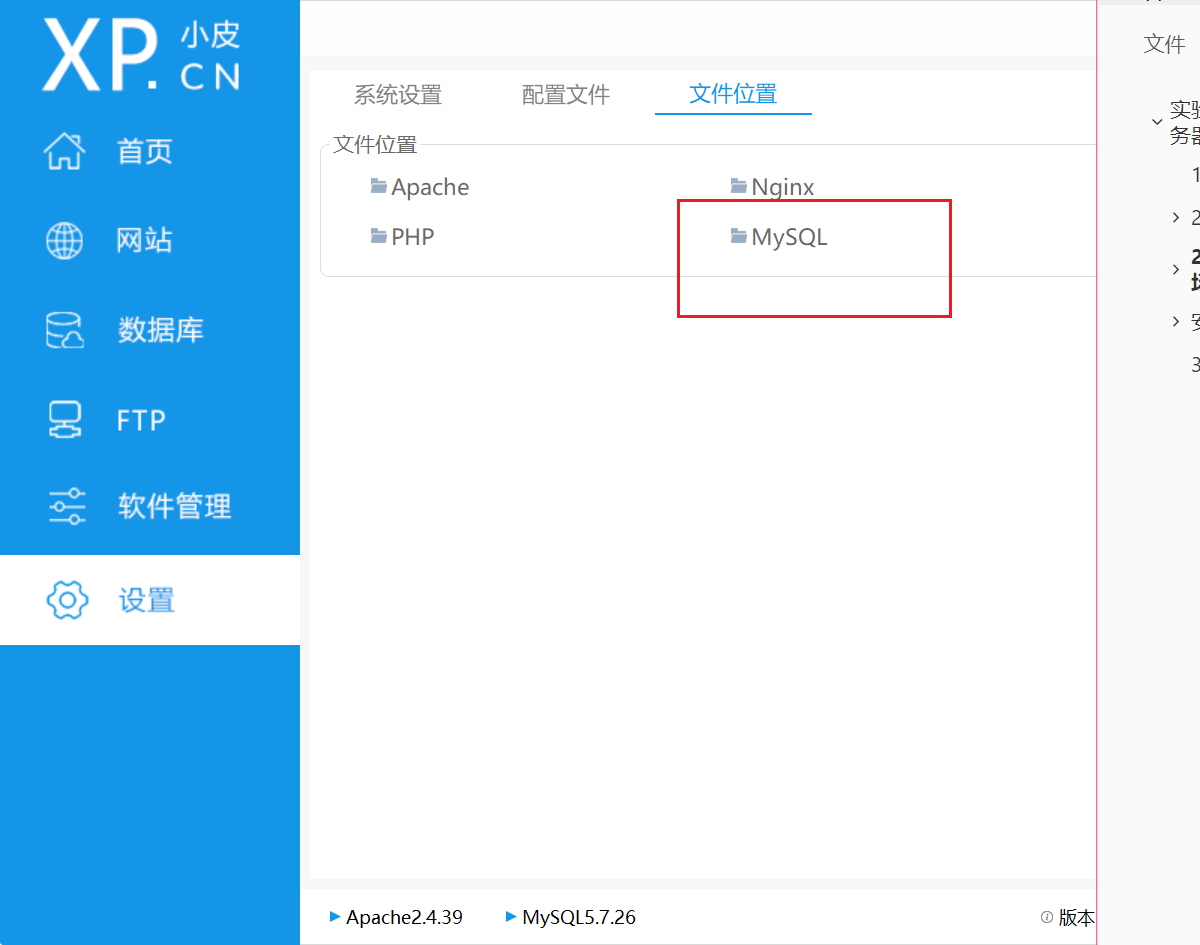 XP. 小皮
CN
首页
网站
数据库
FTP
软件管理
设置
系统设置 配置文件 文件位置
文件位置
Apache Nginx
PHP MySQL
Apache2.4.39 MySQL5.7.26 版本
文件
实验
务器
1
2
2
3